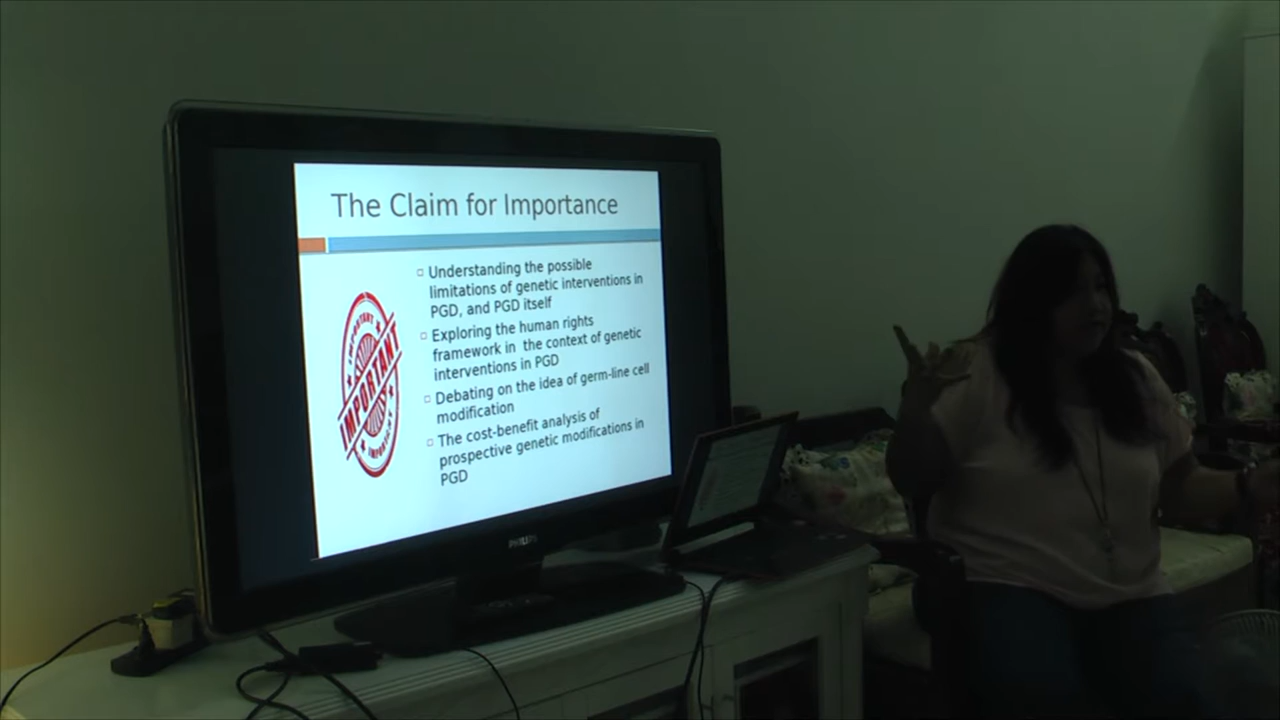 The Claim for Importance
Understanding the possible
limitations of genetic interventions in
PGD, and PGD itself
Exploring the human rights
framework in the context of genetic
interventions in PGD
Debating on the idea of germ-line cell
modification
The cost-benefit analysis of
prospective genetic modifications in
PGD
IMPORTANT
IMPORTANT
IMPORTANT
PHILIPS